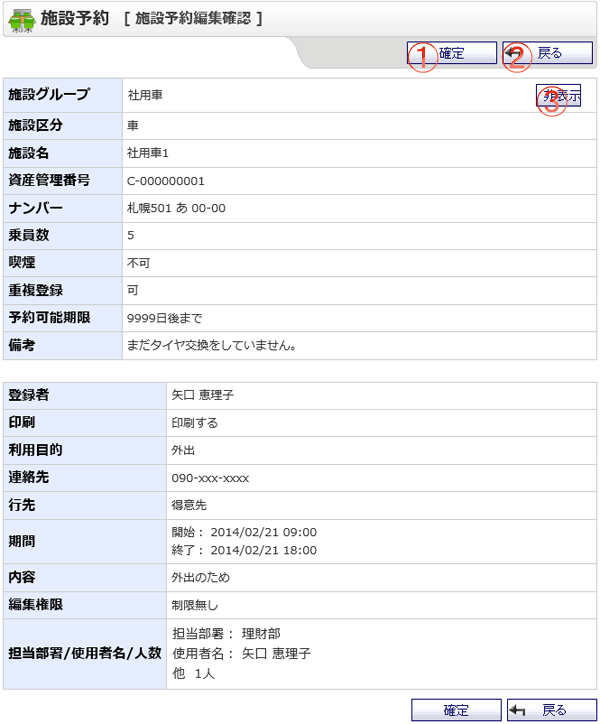 施設予約 [ 施設予約編集確認 ]
① 確定 ② 戻る
施設グループ 社用車 ③ 非表示
施設区分 車
施設名 社用車1
資産管理番号 C-000000001
ナンバー 札幌501 あ 00-00
乗員数 5
喫煙 不可
重複登録 可
予約可能期限 9999日後まで
備考 まだタイヤ交換をしていません。
登録者 矢口 恵理子
印刷 印刷する
利用目的 外出
連絡先 090-xxx-xxxx
行先 得意先
期間 開始： 2014/02/21 09:00
終了： 2014/02/21 18:00
内容 外出のため
編集権限 制限無し
担当部署/使用者名/人数 担当部署： 理財部
使用者名： 矢口 恵理子
他 1人
確定 戻る